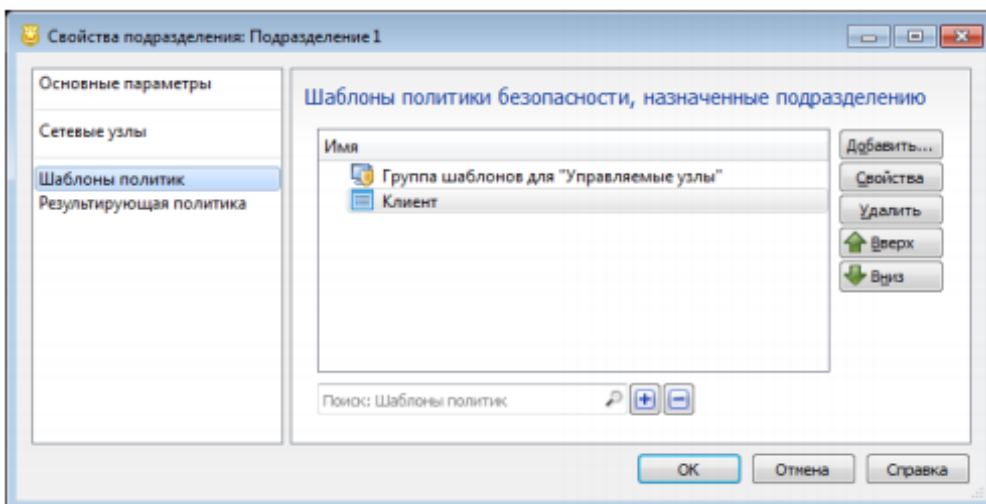 Свойства подразделения: Подразделение 1
Основные параметры
Сетевые узлы
Шаблоны политик
Результирующая политика
Шаблоны политики безопасности, назначенные подразделению
Имя
Группа шаблонов для "Управляемые узлы"
Клиент
Добавить...
Свойства
Удалить
Вверх
Вниз
Поиск: Шаблоны политик
OK
Отмена
Справка